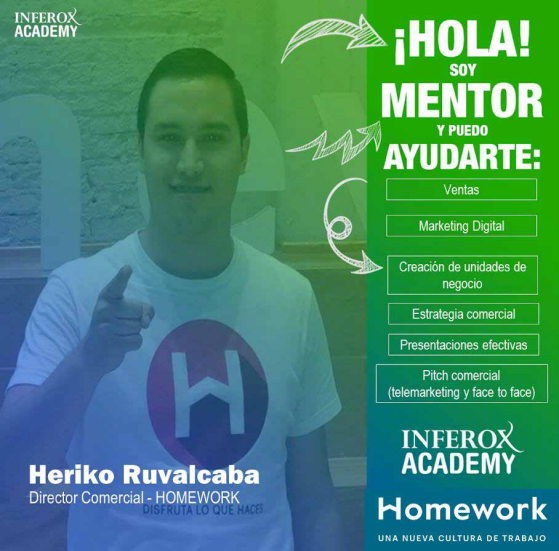 INFEROX
ACADEMY
¡HOLA!
SOY
MENTOR
Y PUEDO
AYUDARTE:
Ventas
Marketing Digital
Creación de unidades de
negocio
Estrategia comercial
Presentaciones efectivas
Pitch comercial
(telemarketing y face to face)
H
Heriko Ruvalcaba
Director Comercial - HOMEWORK
DISFRUTA LO QUE HACES
INFEROX
ACADEMY
Homework
UNA NUEVA CULTURA DE TRABAJO